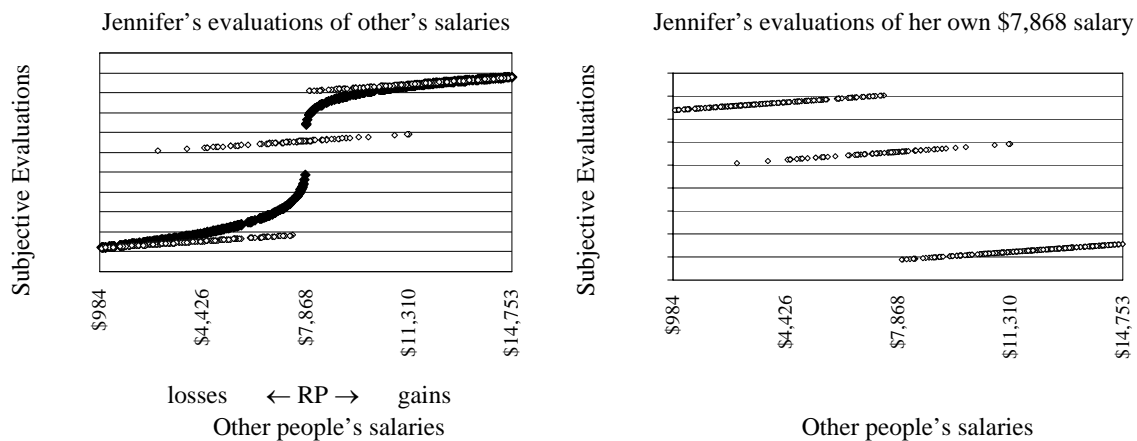 Jennifer’s evaluations of other’s salaries
Subjective Evaluations
$984
$4,426
$7,868
$11,310
$14,753
losses ← RP → gains
Other people’s salaries
Jennifer’s evaluations of her own $7,868 salary
Subjective Evaluations
$984
$4,426
$7,868
$11,310
$14,753
Other people’s salaries